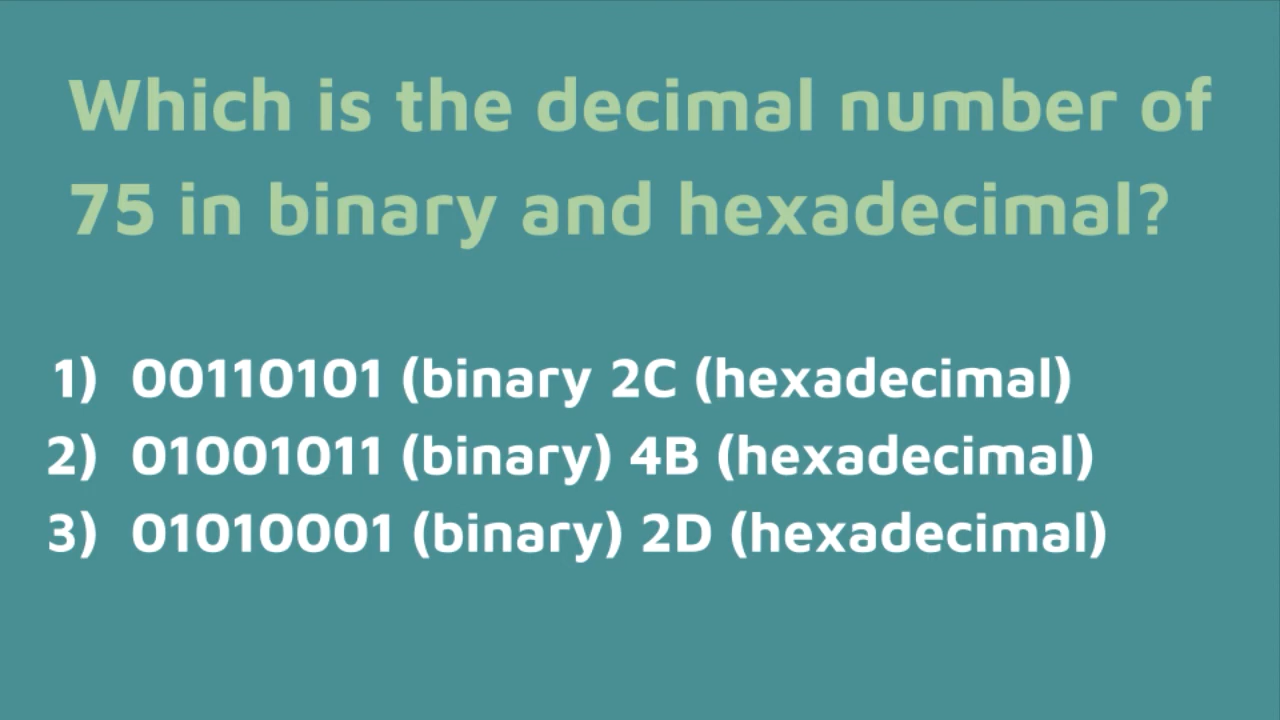 Which is the decimal number of
75 in binary and hexadecimal?
1) 00110101 (binary 2C (hexadecimal)
2) 01001011 (binary) 4B (hexadecimal)
3) 01010001 (binary) 2D (hexadecimal)